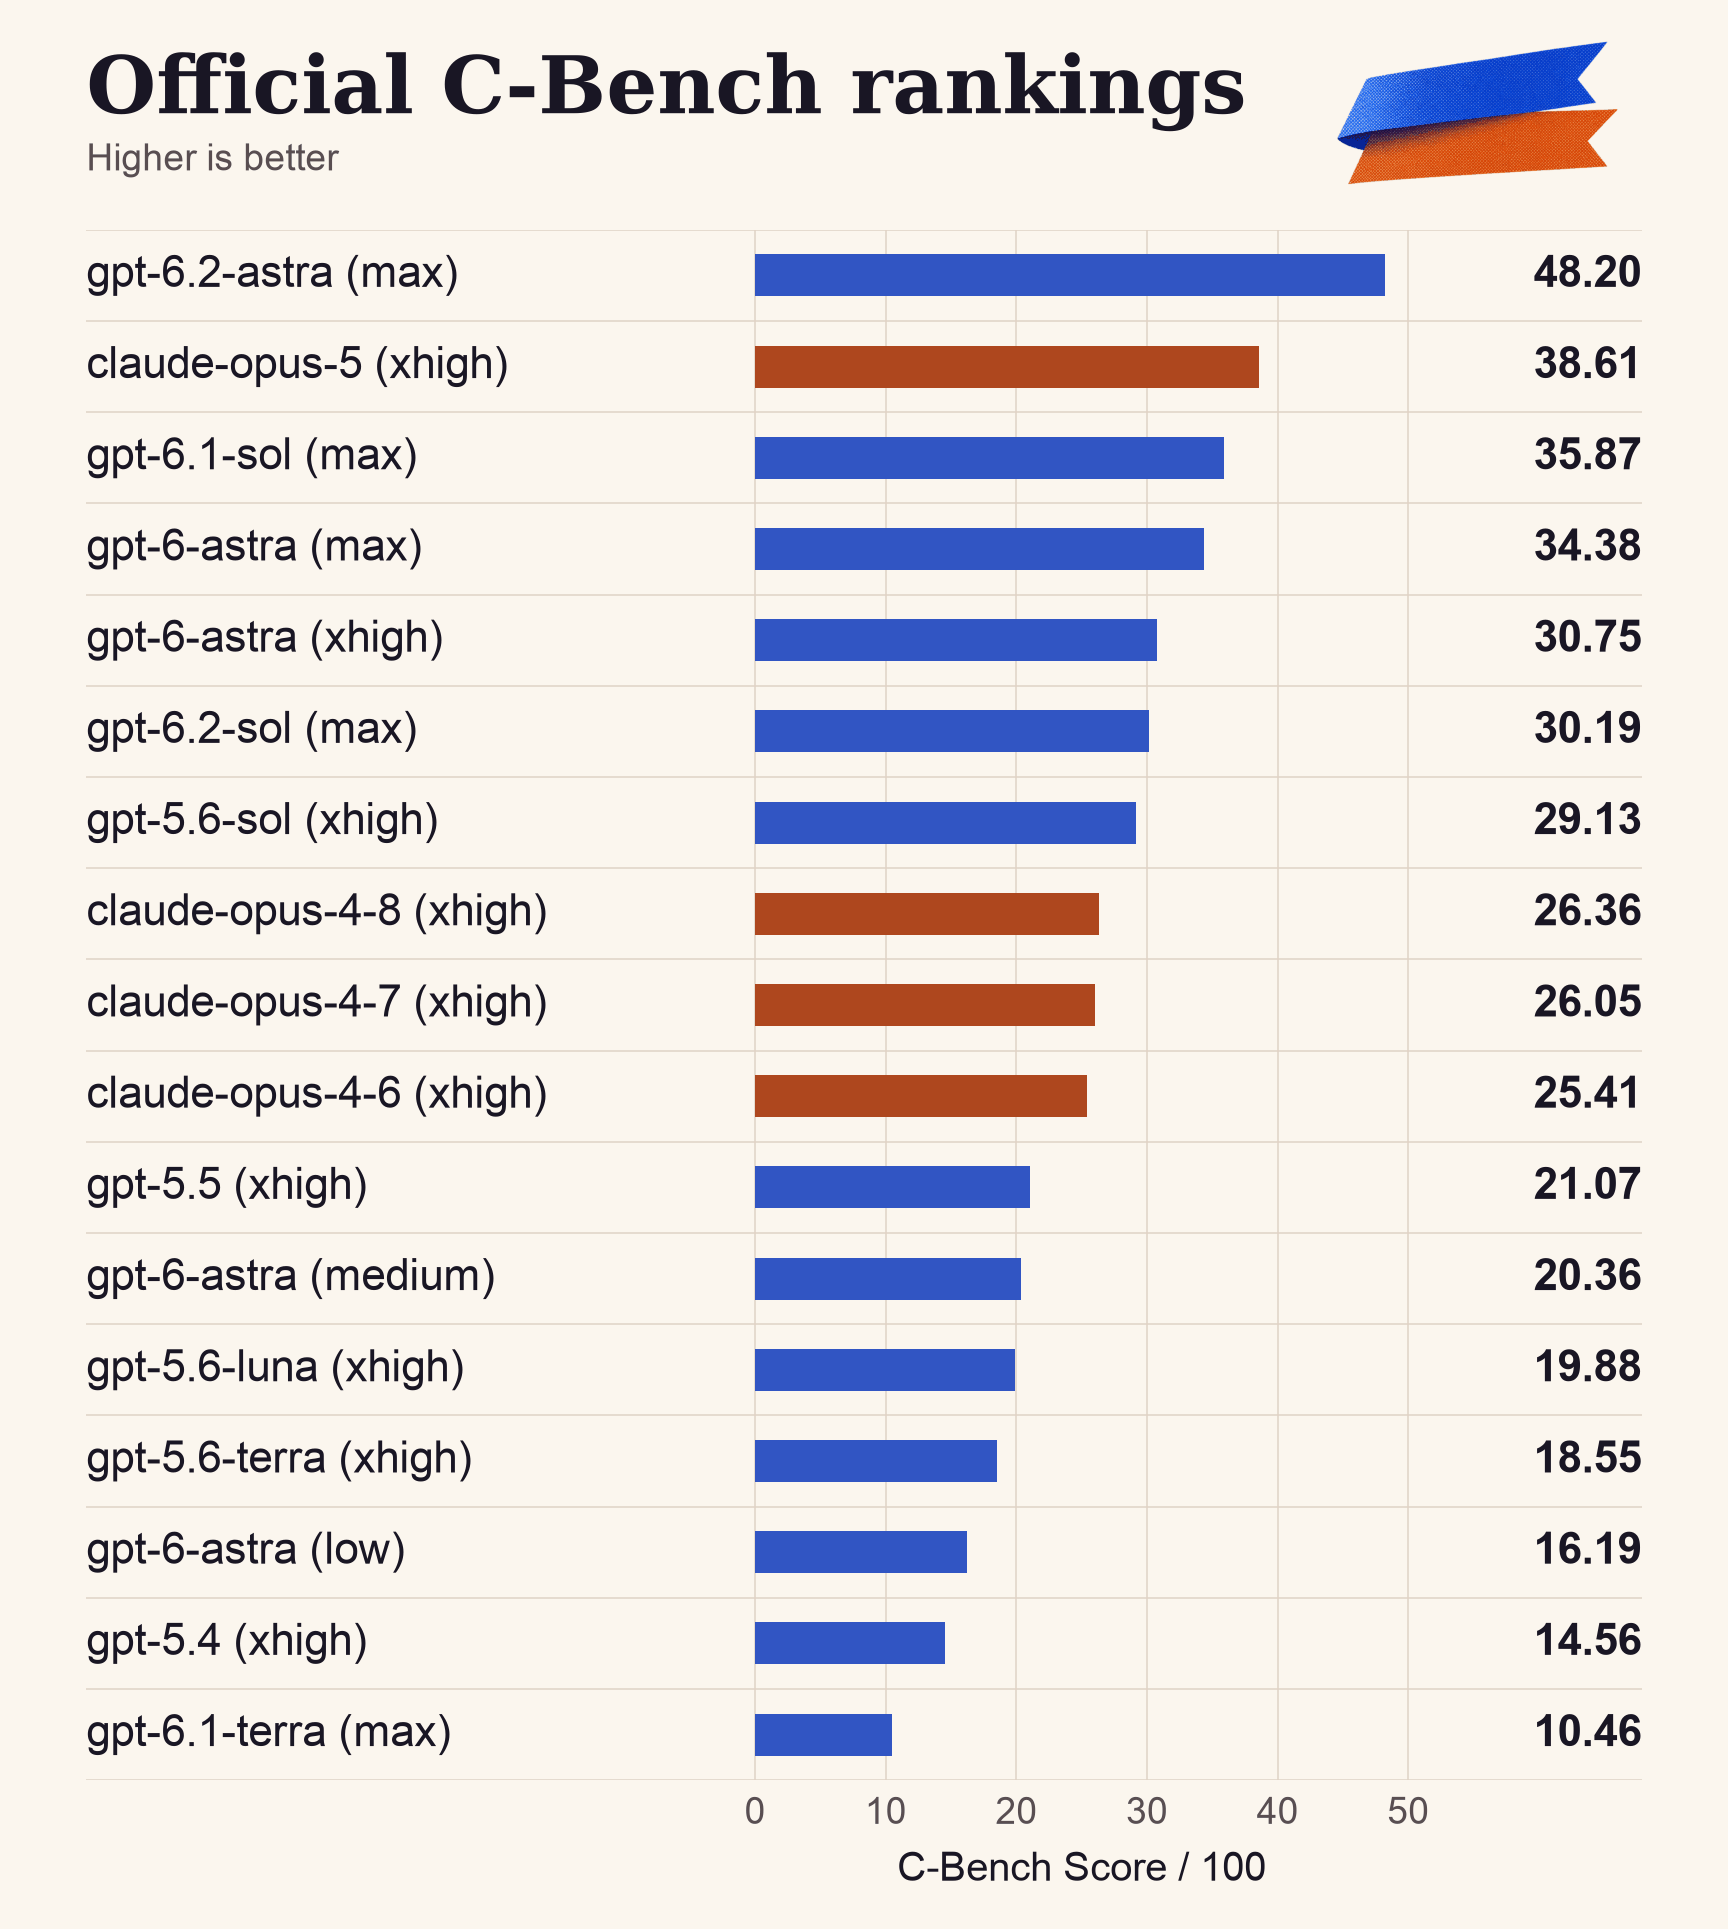 Official C-Bench rankings
Higher is better
gpt-6.2-astra (max) 48.20
claude-opus-5 (xhigh) 38.61
gpt-6.1-sol (max) 35.87
gpt-6-astra (max) 34.38
gpt-6-astra (xhigh) 30.75
gpt-6.2-sol (max) 30.19
gpt-5.6-sol (xhigh) 29.13
claude-opus-4-8 (xhigh) 26.36
claude-opus-4-7 (xhigh) 26.05
claude-opus-4-6 (xhigh) 25.41
gpt-5.5 (xhigh) 21.07
gpt-6-astra (medium) 20.36
gpt-5.6-luna (xhigh) 19.88
gpt-5.6-terra (xhigh) 18.55
gpt-6-astra (low) 16.19
gpt-5.4 (xhigh) 14.56
gpt-6.1-terra (max) 10.46
0 10 20 30 40 50
C-Bench Score / 100